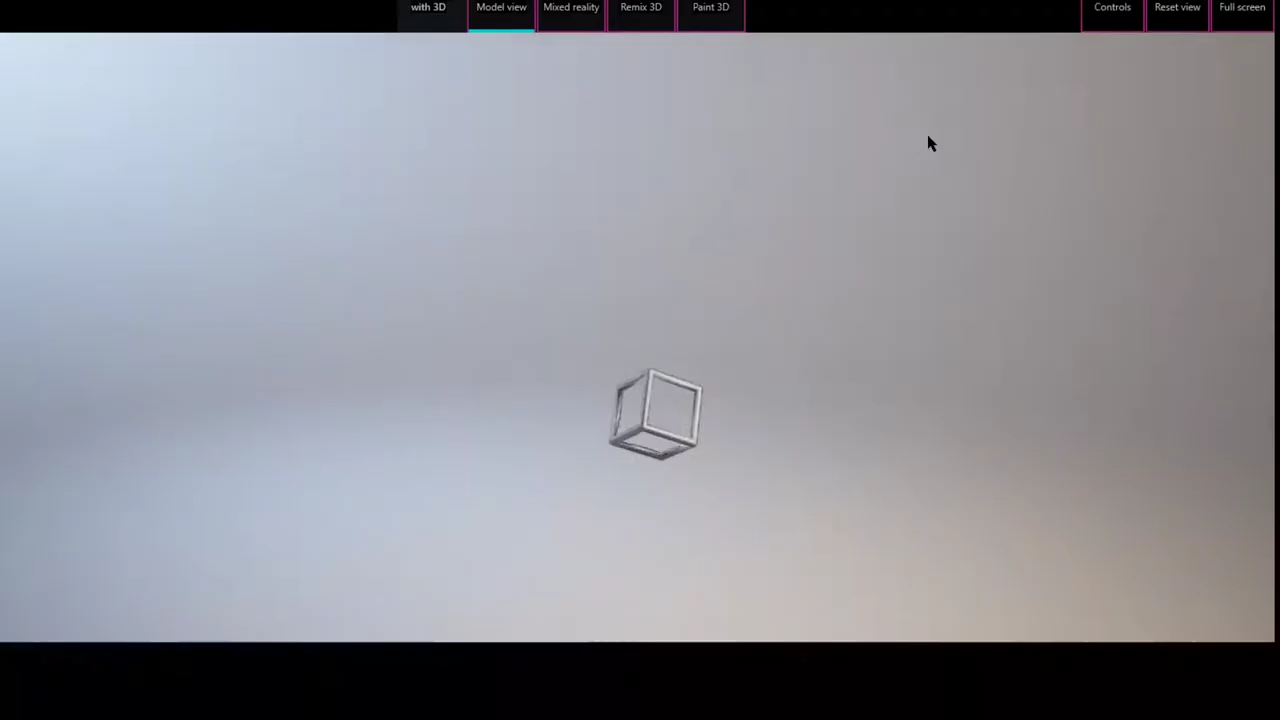 with 3D
Model view
Mixed reality
Remix 3D
Paint 3D
Controls
Reset view
Full screen